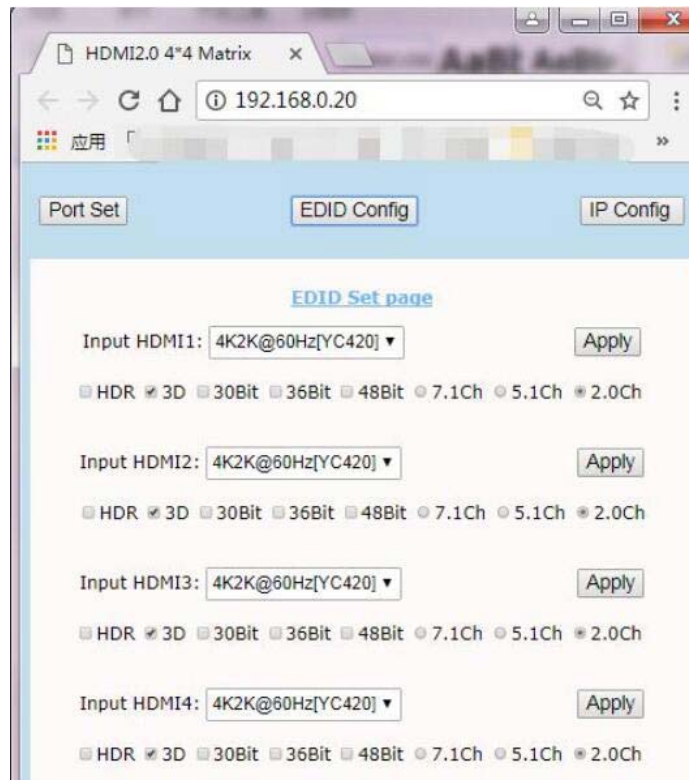 HDMI2.0 4*4 Matrix
192.168.0.20
应用
Port Set EDID Config IP Config
EDID Set page
Input HDMI1: 4K2K@60Hz[YC420] Apply
HDR 3D 30Bit 36Bit 48Bit 7.1Ch 5.1Ch 2.0Ch
Input HDMI2: 4K2K@60Hz[YC420] Apply
HDR 3D 30Bit 36Bit 48Bit 7.1Ch 5.1Ch 2.0Ch
Input HDMI3: 4K2K@60Hz[YC420] Apply
HDR 3D 30Bit 36Bit 48Bit 7.1Ch 5.1Ch 2.0Ch
Input HDMI4: 4K2K@60Hz[YC420] Apply
HDR 3D 30Bit 36Bit 48Bit 7.1Ch 5.1Ch 2.0Ch